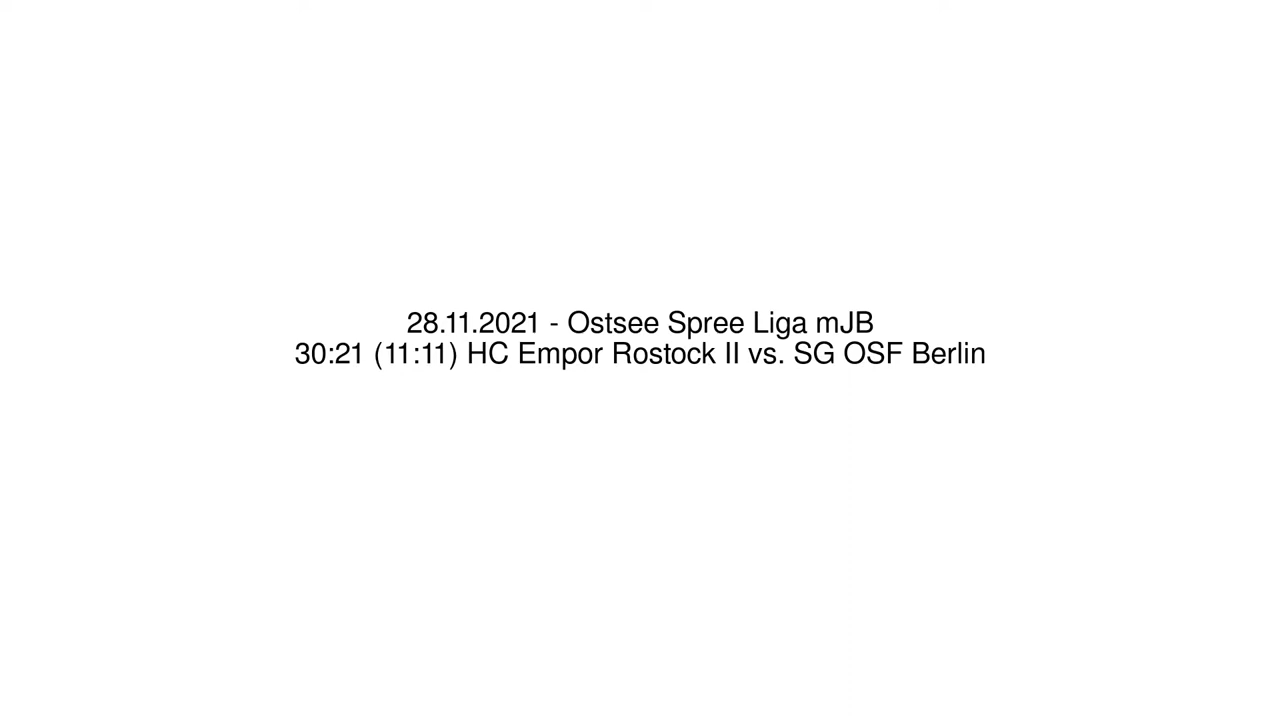 28.11.2021 - Ostsee Spree Liga mJB
30:21 (11:11) HC Empor Rostock II vs. SG OSF Berlin